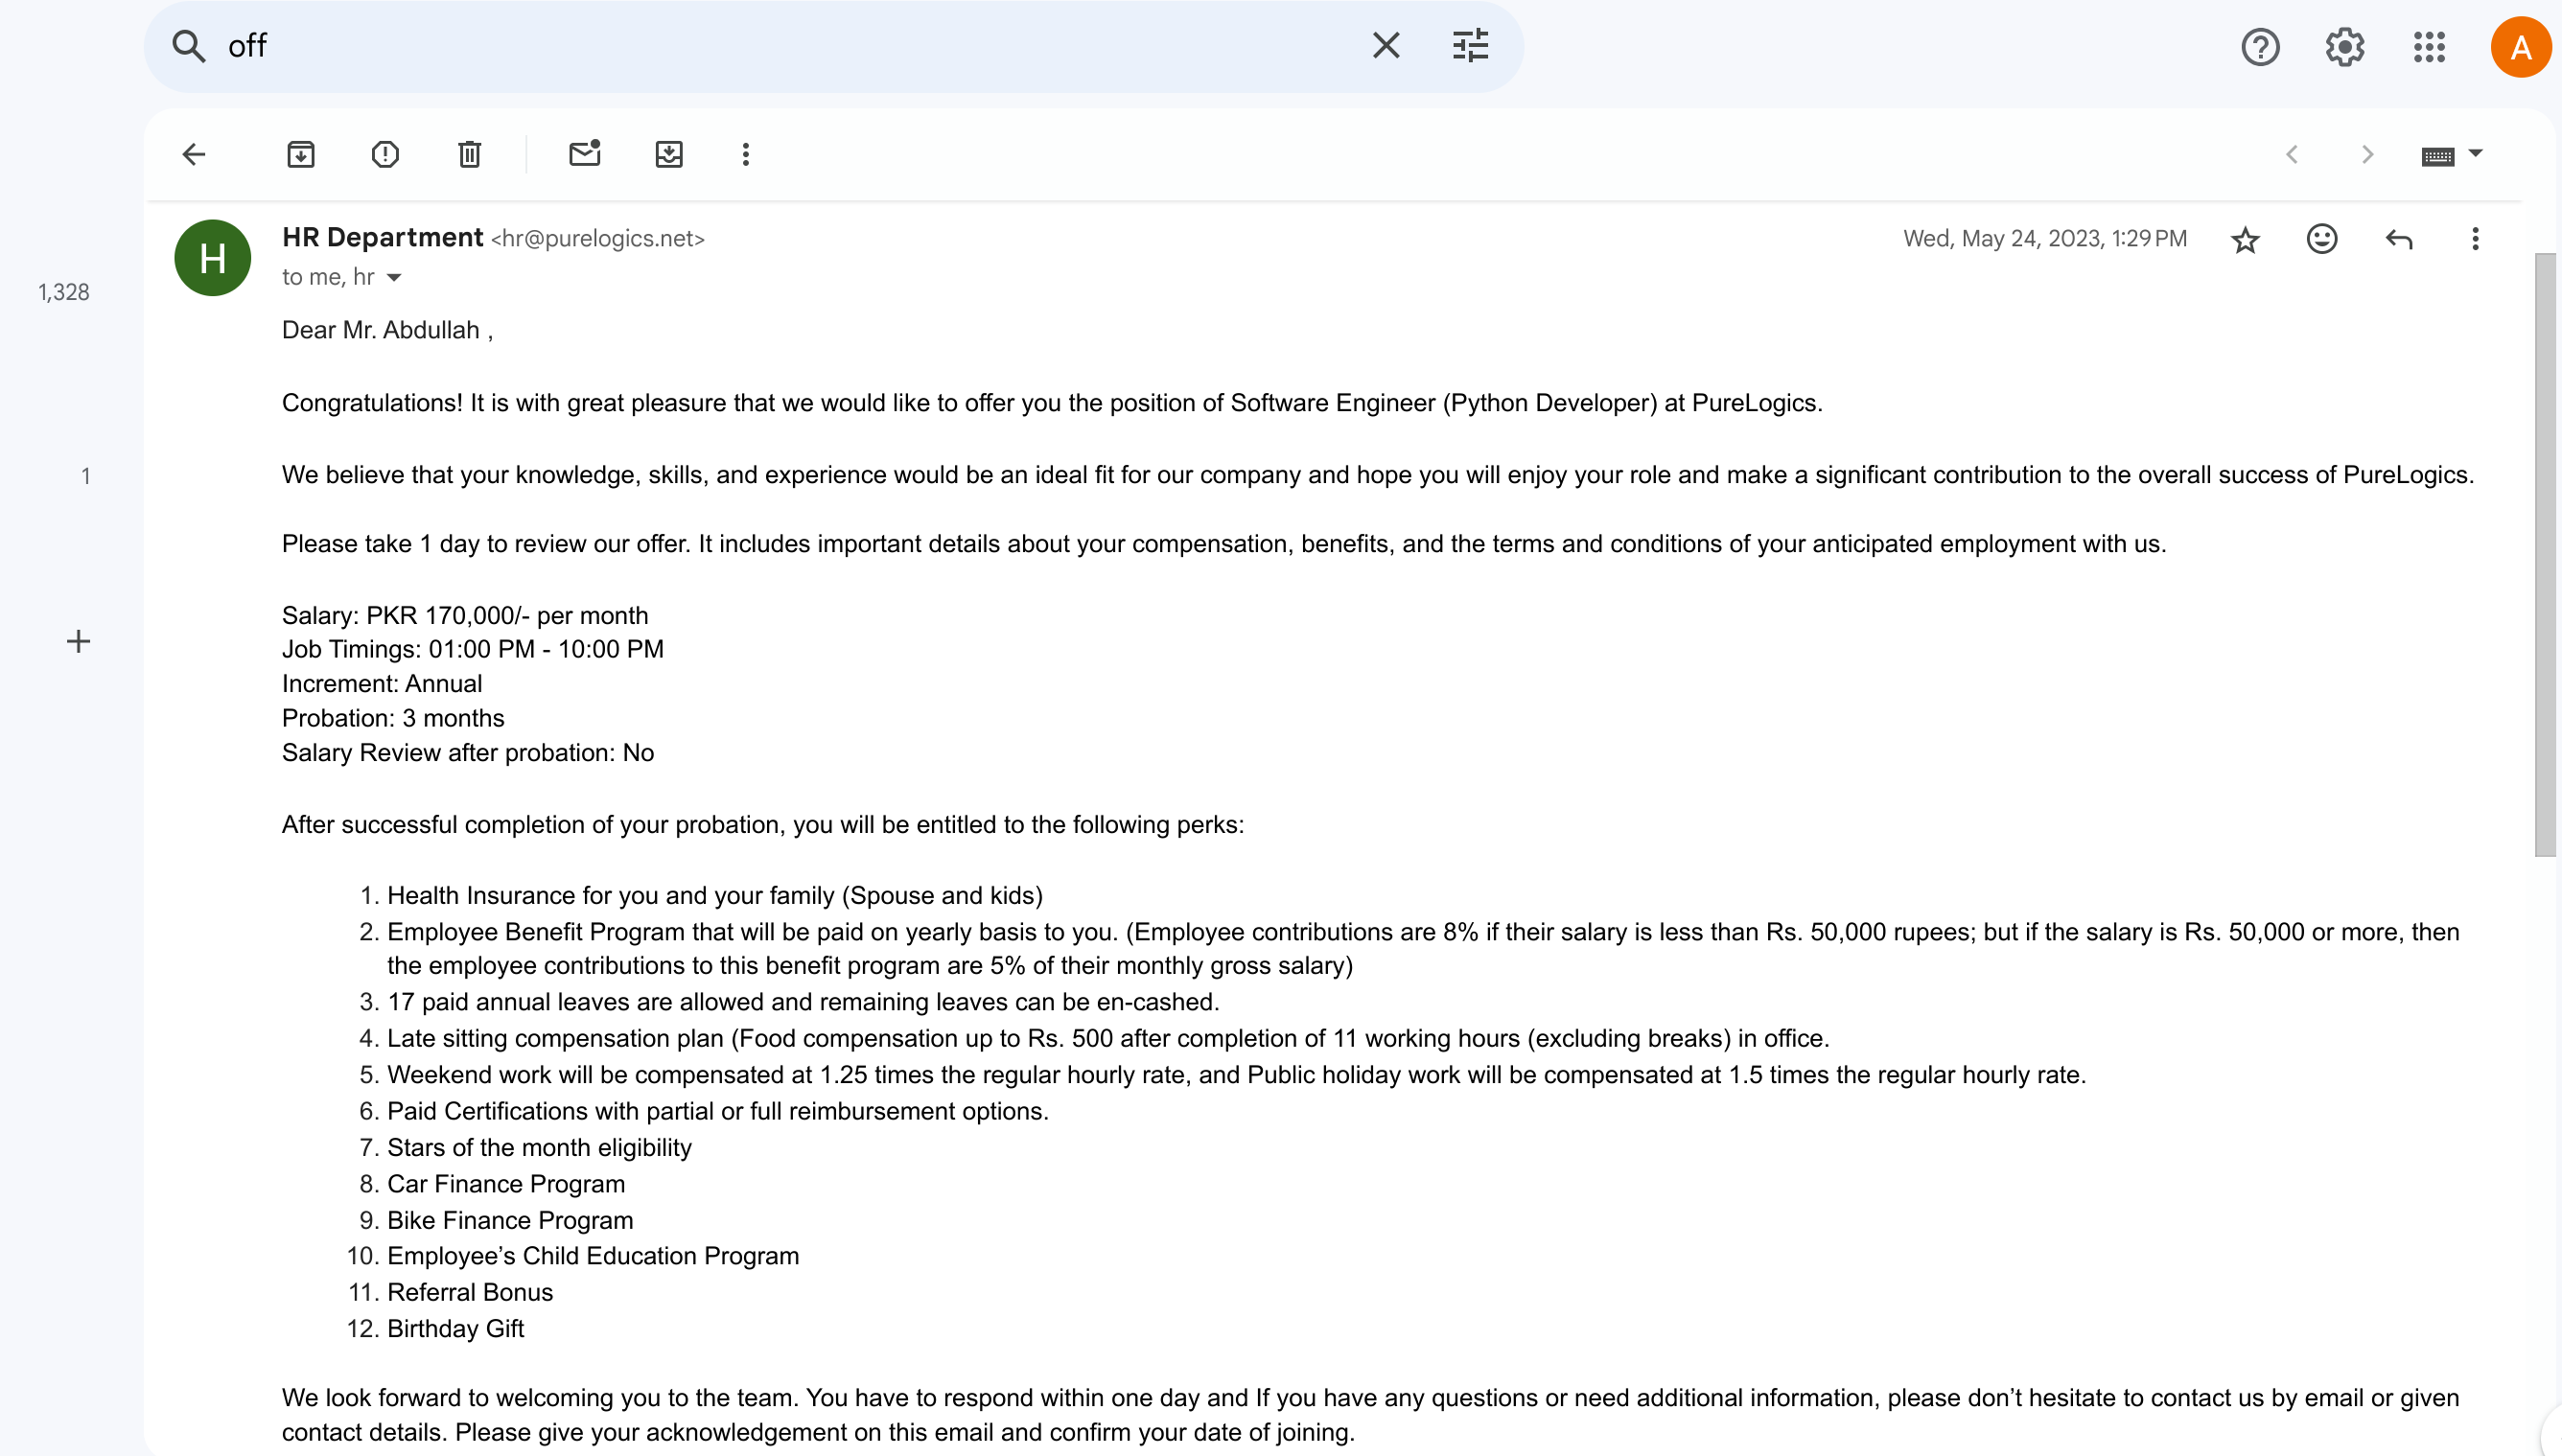 off
A
H
HR Department <hr@purelogics.net>
Wed, May 24, 2023, 1:29 PM
to me, hr
1,328
Dear Mr. Abdullah ,
Congratulations! It is with great pleasure that we would like to offer you the position of Software Engineer (Python Developer) at PureLogics.
We believe that your knowledge, skills, and experience would be an ideal fit for our company and hope you will enjoy your role and make a significant contribution to the overall success of PureLogics.
1
Please take 1 day to review our offer. It includes important details about your compensation, benefits, and the terms and conditions of your anticipated employment with us.
Salary: PKR 170,000/- per month
Job Timings: 01:00 PM - 10:00 PM
Increment: Annual
Probation: 3 months
Salary Review after probation: No
After successful completion of your probation, you will be entitled to the following perks:
1. Health Insurance for you and your family (Spouse and kids)
2. Employee Benefit Program that will be paid on yearly basis to you. (Employee contributions are 8% if their salary is less than Rs. 50,000 rupees; but if the salary is Rs. 50,000 or more, then
the employee contributions to this benefit program are 5% of their monthly gross salary)
3. 17 paid annual leaves are allowed and remaining leaves can be en-cashed.
4. Late sitting compensation plan (Food compensation up to Rs. 500 after completion of 11 working hours (excluding breaks) in office.
5. Weekend work will be compensated at 1.25 times the regular hourly rate, and Public holiday work will be compensated at 1.5 times the regular hourly rate.
6. Paid Certifications with partial or full reimbursement options.
7. Stars of the month eligibility
8. Car Finance Program
9. Bike Finance Program
10. Employee’s Child Education Program
11. Referral Bonus
12. Birthday Gift
We look forward to welcoming you to the team. You have to respond within one day and If you have any questions or need additional information, please don’t hesitate to contact us by email or given
contact details. Please give your acknowledgement on this email and confirm your date of joining.